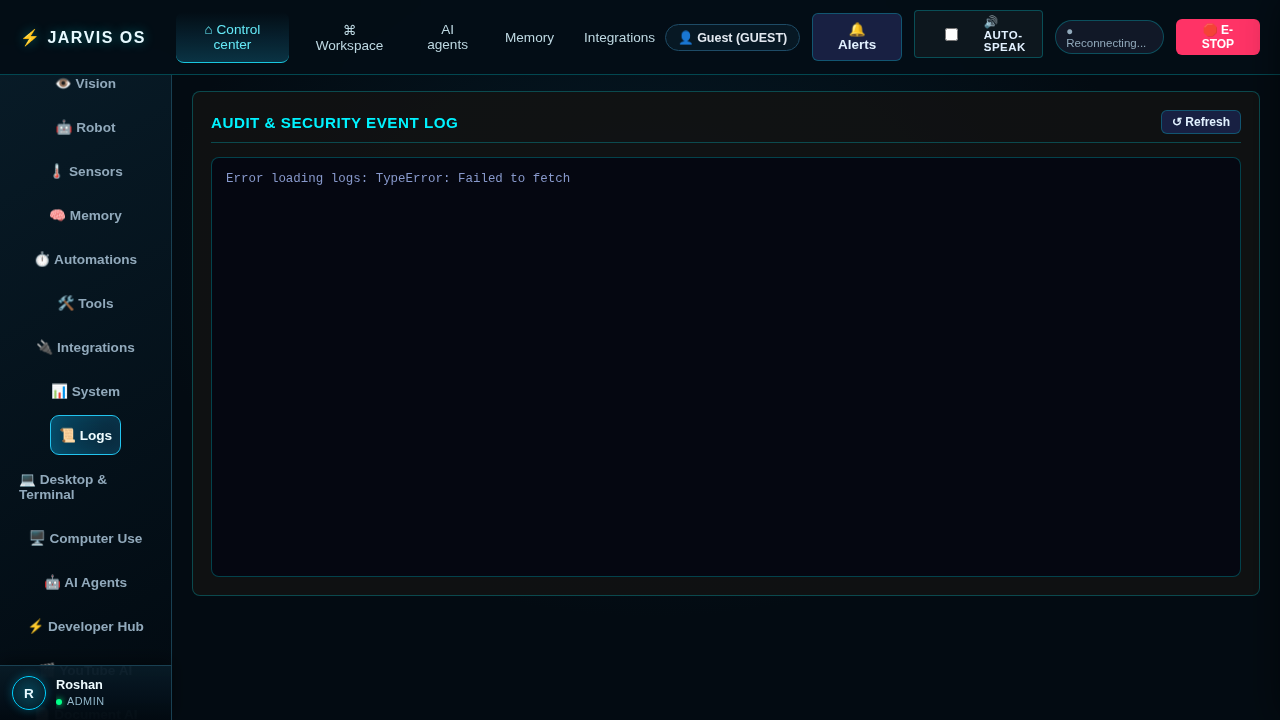 ⚡ JARVIS OS
⌂ Control
center
⌘
Workspace
AI
agents
Memory
Integrations
👤 Guest (GUEST)
🔔
Alerts
🔊
AUTO-
SPEAK
●
Reconnecting...
🛑 E-
STOP
👁️ Vision
🤖 Robot
🌡️ Sensors
🧠 Memory
⏱️ Automations
🛠️ Tools
🔌 Integrations
📊 System
📜 Logs
💻 Desktop &
Terminal
🖥️ Computer Use
🤖 AI Agents
⚡ Developer Hub
YouTube AI
R
Roshan
ADMIN
AUDIT & SECURITY EVENT LOG
↺ Refresh
Error loading logs: TypeError: Failed to fetch